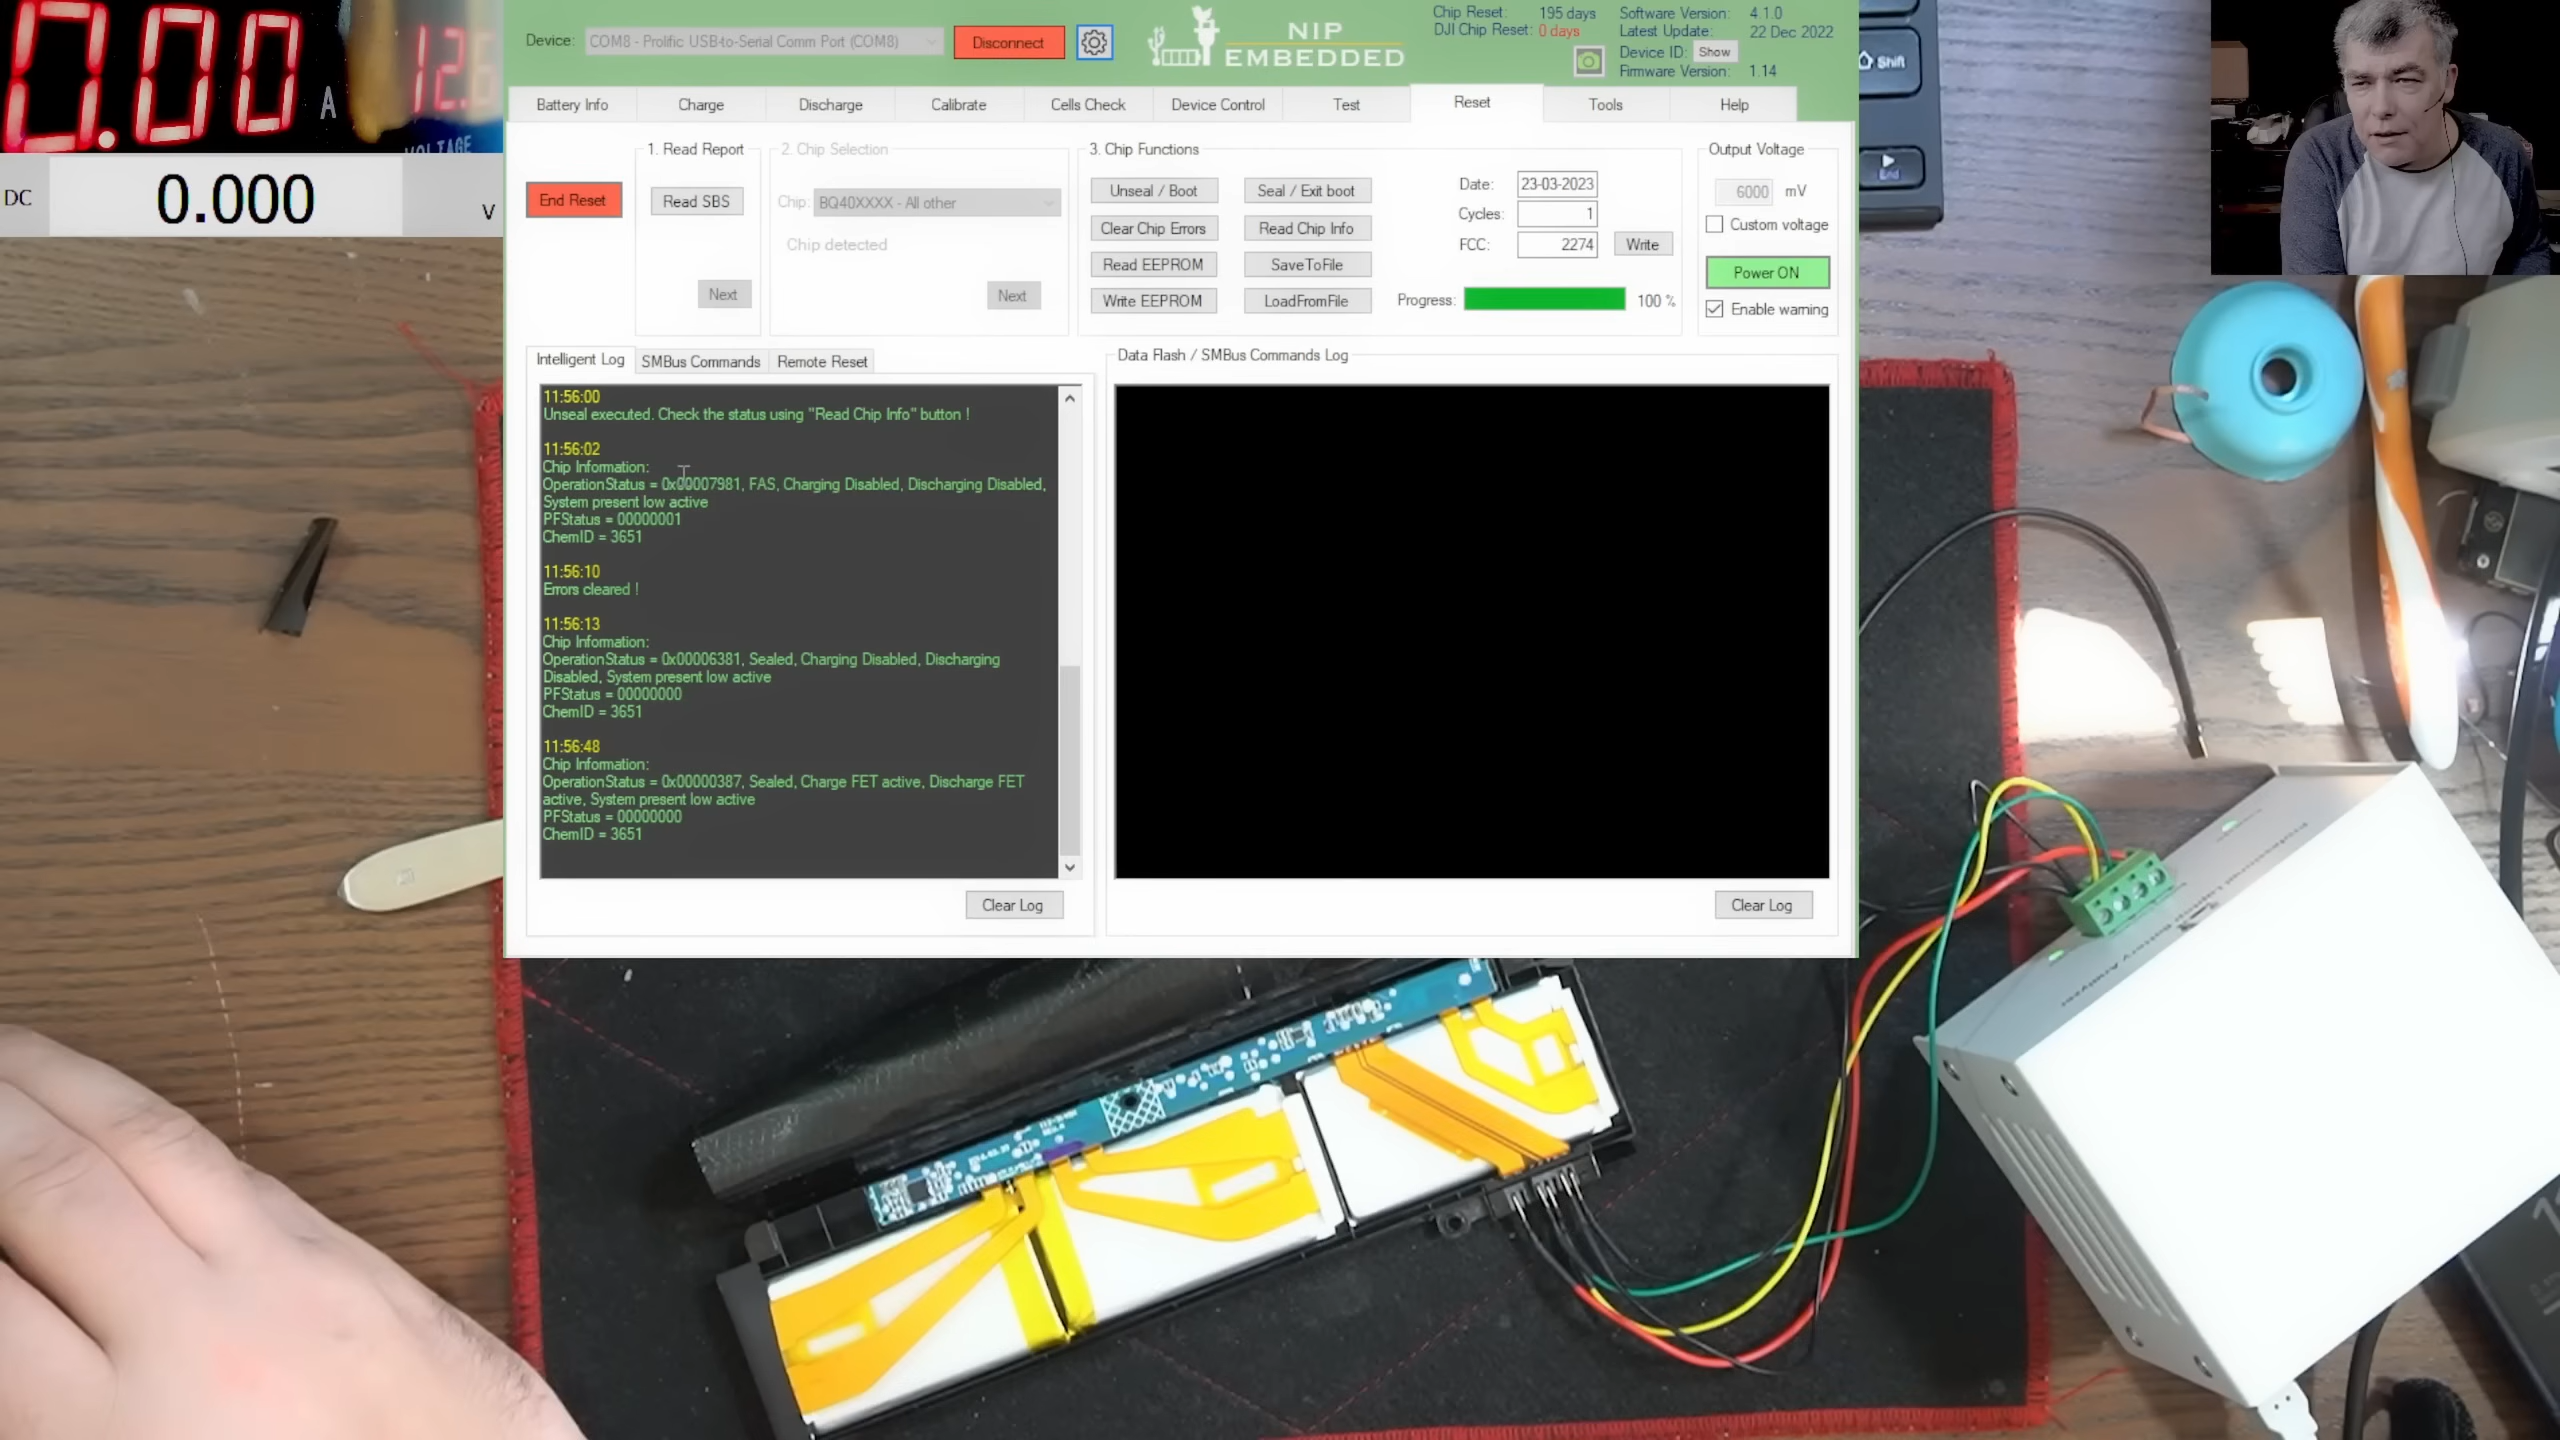 0.00
A
12.6
VOLTAGE
DC
0.000
V
Device:
COM8 - Prolific USB-to-Serial Comm Port (COM8)
Disconnect
NIP
EMBEDDED
Chip Reset: 195 days
DJI Chip Reset: 0 days
Software Version: 4.1.0
Latest Update: 22 Dec 2022
Device ID: Show
Firmware Version: 1.14
Battery Info
Charge
Discharge
Calibrate
Cells Check
Device Control
Test
Reset
Tools
Help
End Reset
1. Read Report
Read SBS
Next
2. Chip Selection
Chip: BQ40XXXX - All other
Chip detected
Next
3. Chip Functions
Unseal / Boot
Seal / Exit boot
Clear Chip Errors
Read Chip Info
Read EEPROM
SaveToFile
Write EEPROM
LoadFromFile
Date: 23-03-2023
Cycles: 1
FCC: 2274
Write
Progress: 100 %
Output Voltage
6000 mV
Custom voltage
Power ON
Enable warning
Intelligent Log
SMBus Commands
Remote Reset
11:56:00
Unseal executed. Check the status using "Read Chip Info" button !
11:56:02
Chip Information:
OperationStatus = 0x00007981, FAS, Charging Disabled, Discharging Disabled,
System present low active
PFStatus = 00000001
ChemID = 3651
11:56:10
Errors cleared !
11:56:13
Chip Information:
OperationStatus = 0x00006381, Sealed, Charging Disabled, Discharging
Disabled, System present low active
PFStatus = 00000000
ChemID = 3651
11:56:48
Chip Information:
OperationStatus = 0x00000387, Sealed, Charge FET active, Discharge FET
active, System present low active
PFStatus = 00000000
ChemID = 3651
Clear Log
Data Flash / SMBus Commands Log
Clear Log
Shift
End